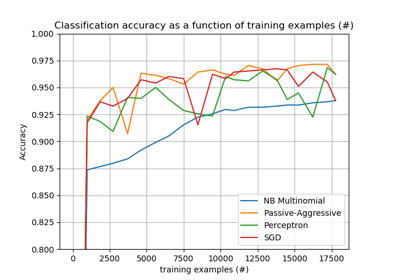 Classification accuracy as a function of training examples (#)
1.000
0.975
0.950
0.925
0.900
0.875
0.850
0.825
0.800
Accuracy
NB Multinomial
Passive-Aggressive
Perceptron
SGD
0 2500 5000 7500 10000 12500 15000 17500
training examples (#)